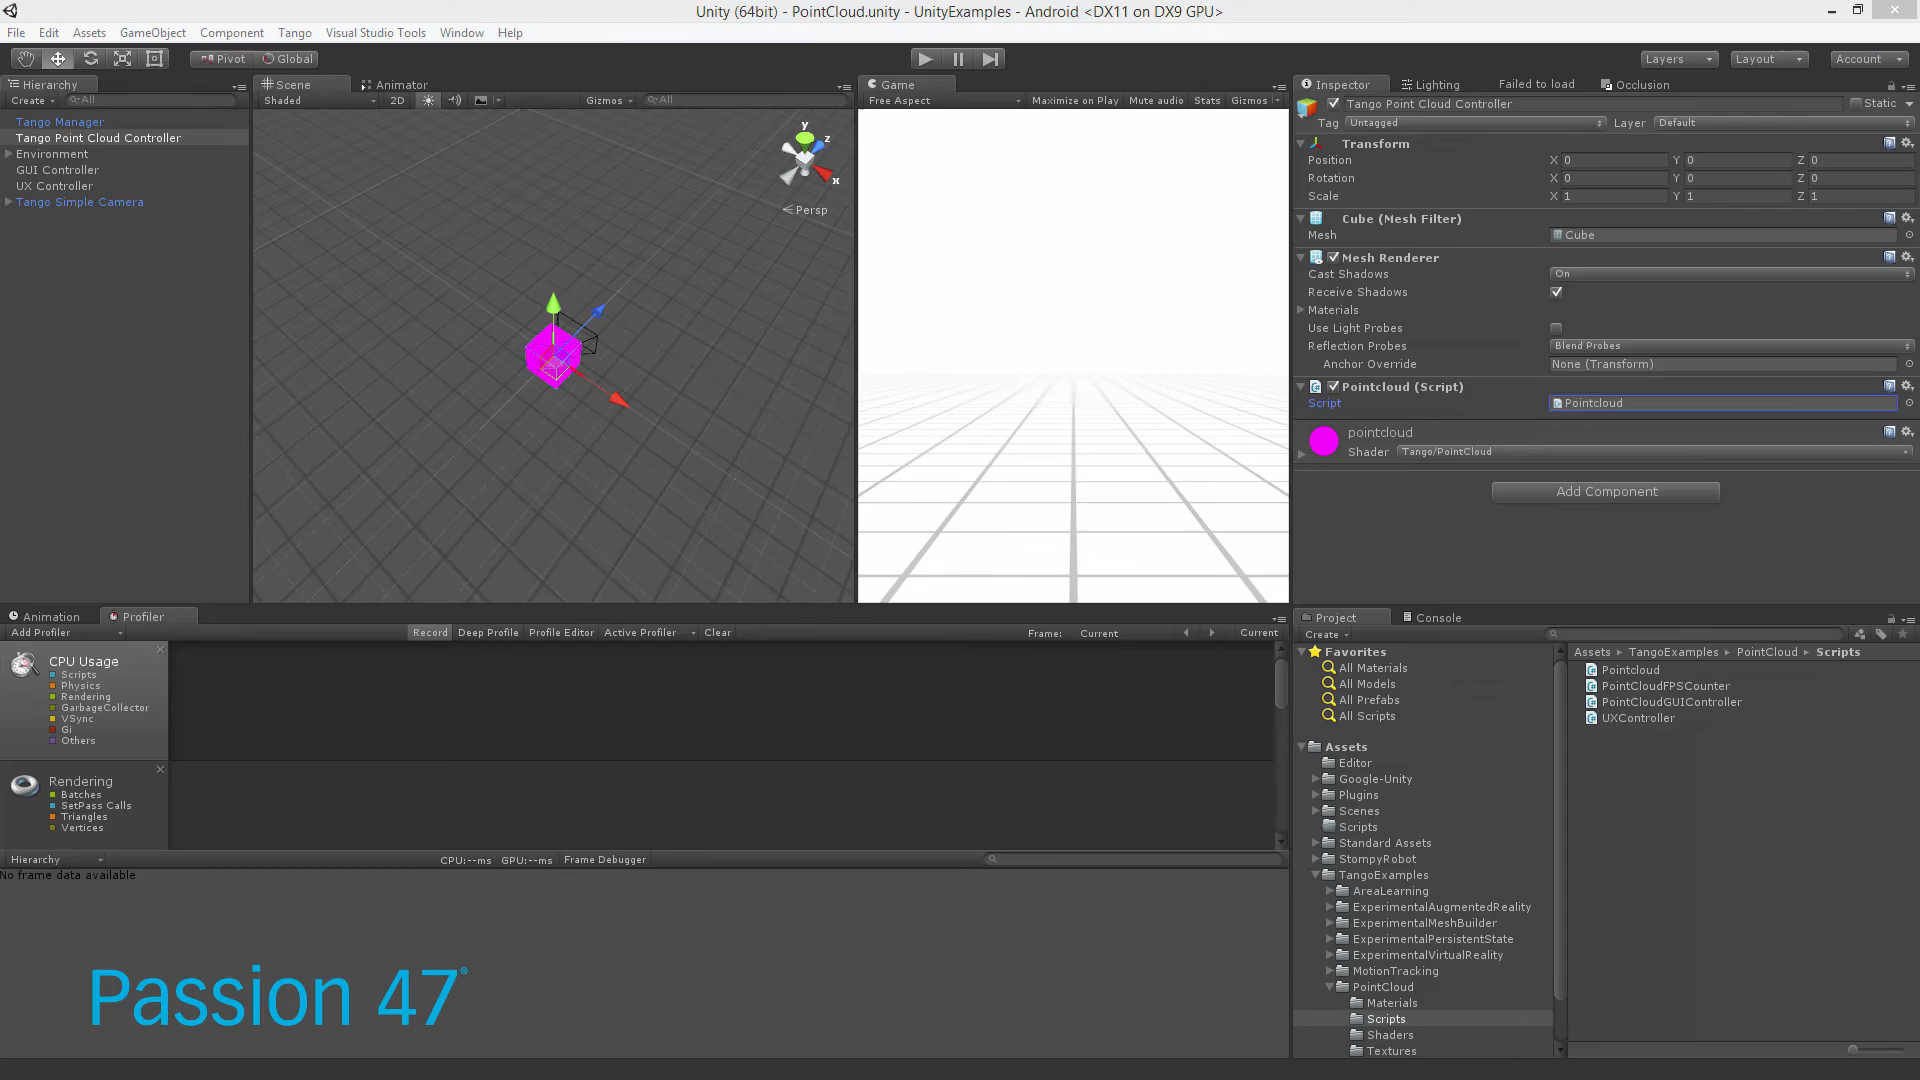 Unity (64bit) - PointCloud.unity - UnityExamples - Android <DX11 on DX9 GPU>
File Edit Assets GameObject Component Tango Visual Studio Tools Window Help
Pivot Global Layers Layout Account
Hierarchy
Create All
Tango Manager
Tango Point Cloud Controller
Environment
GUI Controller
UX Controller
Tango Simple Camera
Scene Animator
Shaded 2D Gizmos All
y
z
x
Persp
Game
Free Aspect Maximize on Play Mute audio Stats Gizmos
Inspector Lighting Failed to load Occlusion
Tango Point Cloud Controller Static
Tag Untagged Layer Default
Transform
Position X 0 Y 0 Z 0
Rotation X 0 Y 0 Z 0
Scale X 1 Y 1 Z 1
Cube (Mesh Filter)
Mesh Cube
Mesh Renderer
Cast Shadows On
Receive Shadows
Materials
Use Light Probes
Reflection Probes Blend Probes
Anchor Override None (Transform)
Pointcloud (Script)
Script Pointcloud
pointcloud
Shader Tango/PointCloud
Add Component
Animation Profiler
Add Profiler Record Deep Profile Profile Editor Active Profiler Clear Frame: Current Current
CPU Usage
Scripts
Physics
Rendering
GarbageCollector
VSync
Gi
Others
Rendering
Batches
SetPass Calls
Triangles
Vertices
Hierarchy CPU:--ms GPU:--ms Frame Debugger
No frame data available
Passion 47®
Project Console
Create
Favorites
All Materials
All Models
All Prefabs
All Scripts
Assets
Editor
Google-Unity
Plugins
Scenes
Scripts
Standard Assets
StompyRobot
TangoExamples
AreaLearning
ExperimentalAugmentedReality
ExperimentalMeshBuilder
ExperimentalPersistentState
ExperimentalVirtualReality
MotionTracking
PointCloud
Materials
Scripts
Shaders
Textures
Assets TangoExamples PointCloud Scripts
Pointcloud
PointCloudFPSCounter
PointCloudGUIController
UXController